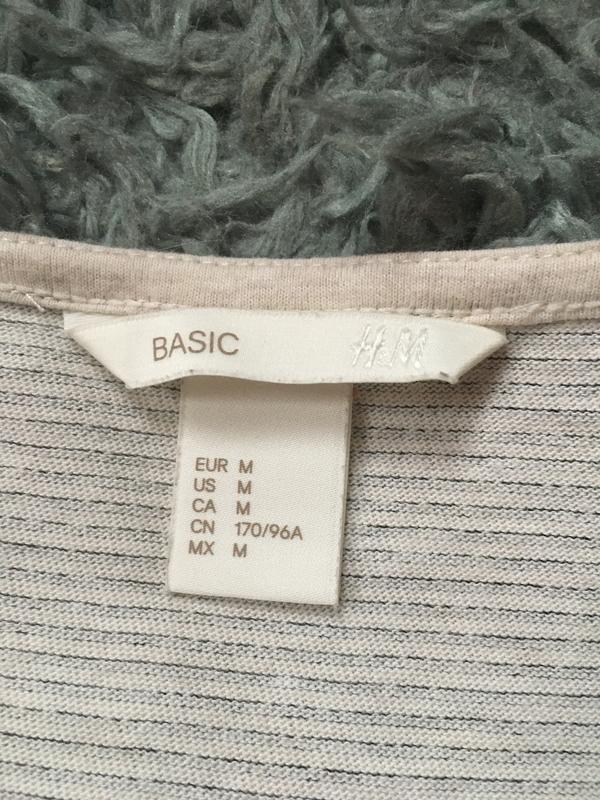 BASIC H&M
EUR M
US M
CA M
CN 170/96A
MX M